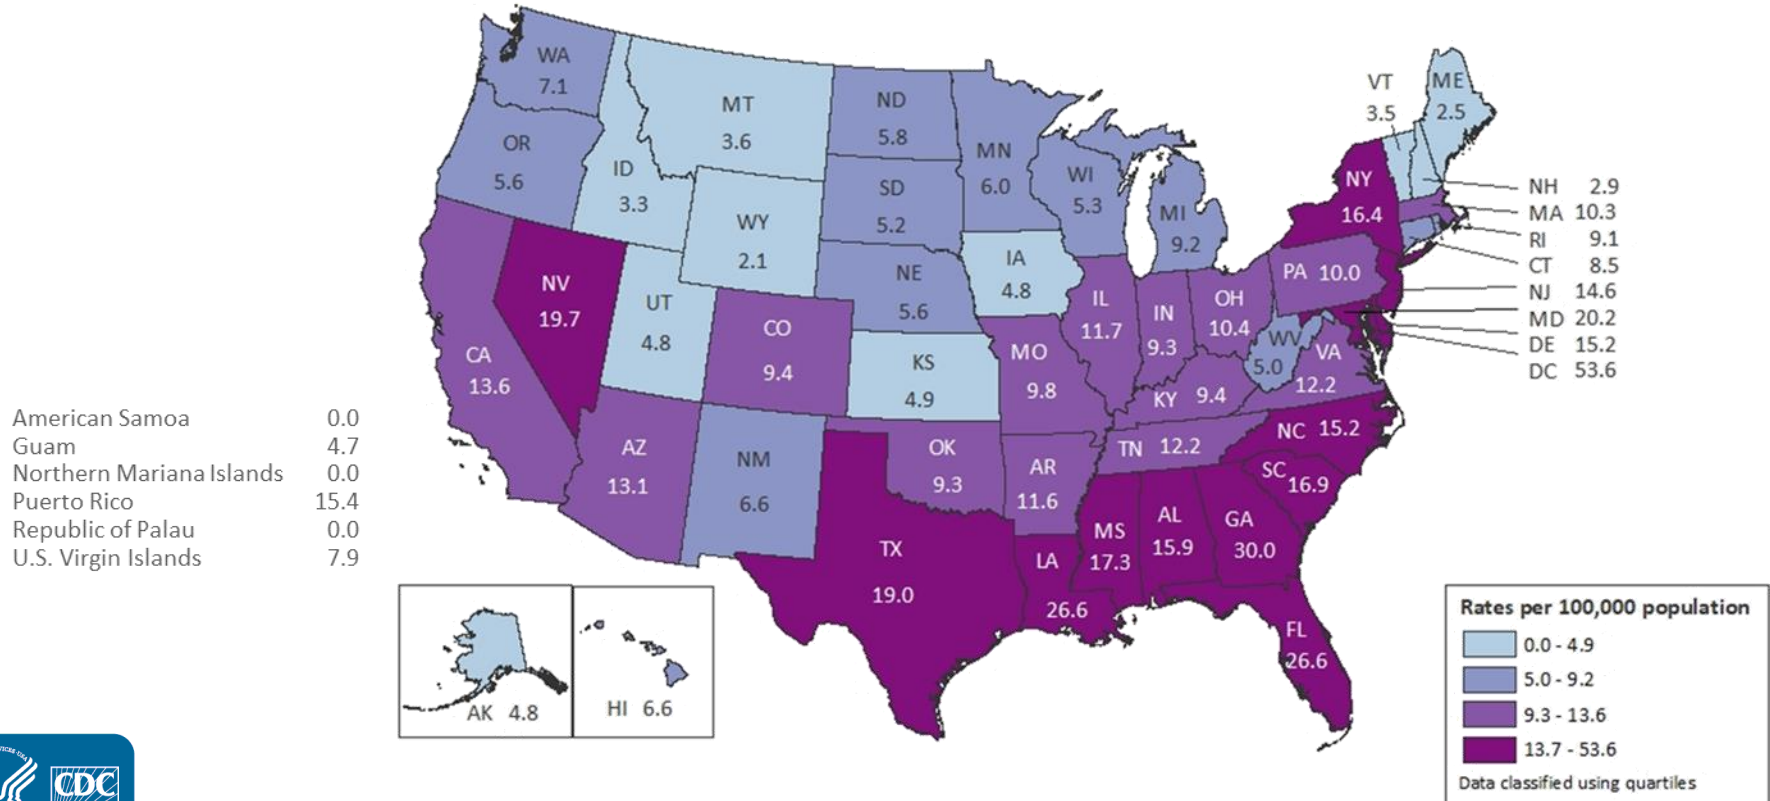 WA
7.1
OR
5.6
ID
3.3
MT
3.6
WY
2.1
ND
5.8
SD
5.2
NE
5.6
MN
6.0
WI
5.3
MI
9.2
IA
4.8
VT
3.5
ME
2.5
NY
16.4
NH 2.9
MA 10.3
RI 9.1
CT 8.5
NJ 14.6
MD 20.2
DE 15.2
DC 53.6
PA 10.0
CA
13.6
NV
19.7
UT
4.8
CO
9.4
KS
4.9
MO
9.8
IL
11.7
IN
9.3
OH
10.4
WV
5.0
VA
12.2
KY 9.4
TN 12.2
NC 15.2
SC
16.9
AZ
13.1
NM
6.6
OK
9.3
AR
11.6
TX
19.0
LA
26.6
MS
17.3
AL
15.9
GA
30.0
FL
26.6
American Samoa 0.0
Guam 4.7
Northern Mariana Islands 0.0
Puerto Rico 15.4
Republic of Palau 0.0
U.S. Virgin Islands 7.9
AK 4.8
HI 6.6
Rates per 100,000 population
0.0 - 4.9
5.0 - 9.2
9.3 - 13.6
13.7 - 53.6
Data classified using quartiles
CDC